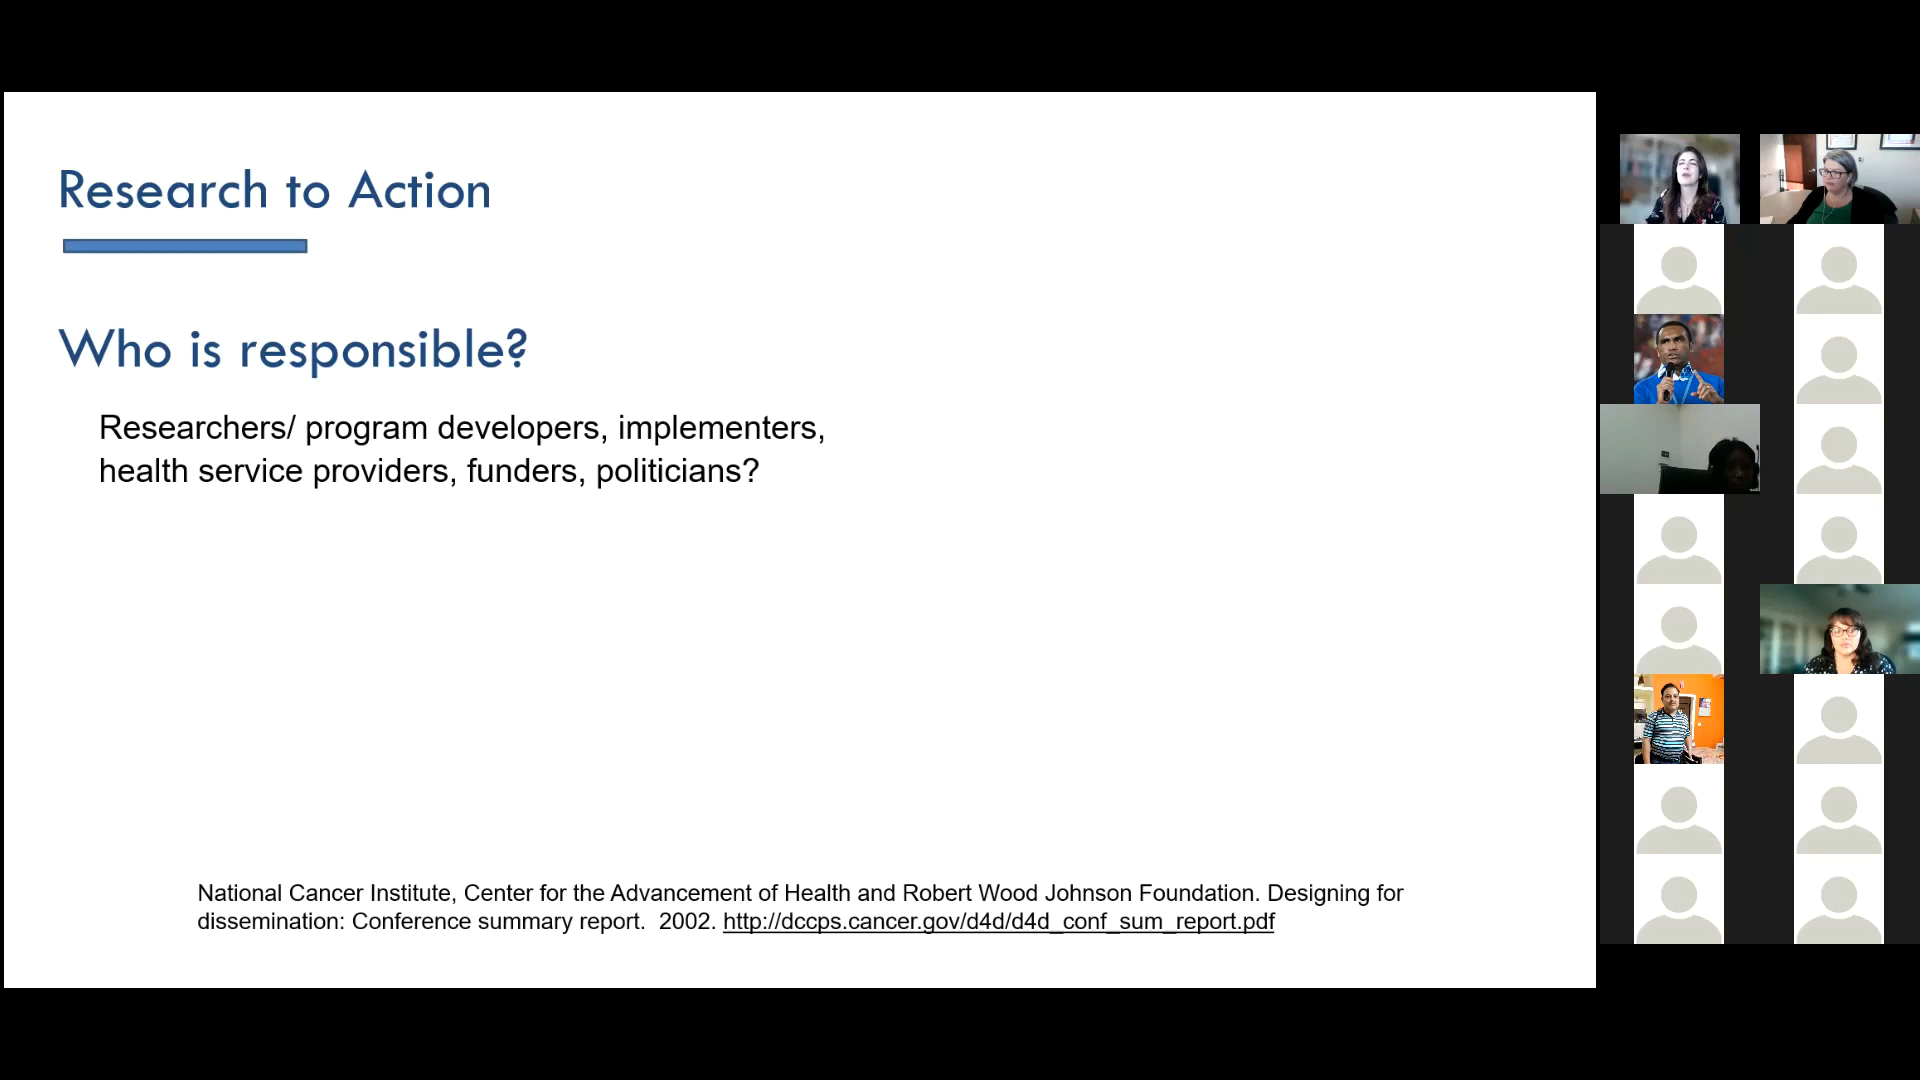 Research to Action
Who is responsible?
Researchers/ program developers, implementers,
health service providers, funders, politicians?
National Cancer Institute, Center for the Advancement of Health and Robert Wood Johnson Foundation. Designing for
dissemination: Conference summary report.  2002. http://dccps.cancer.gov/d4d/d4d_conf_sum_report.pdf